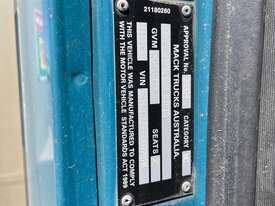 21180280
APPROVAL No. CATEGORY
MACK TRUCKS AUSTRALIA.
GVM SEATS
VIN
THIS VEHICLE WAS MANUFACTURED TO COMPLY
WITH THE MOTOR VEHICLE STANDARDS ACT 1989